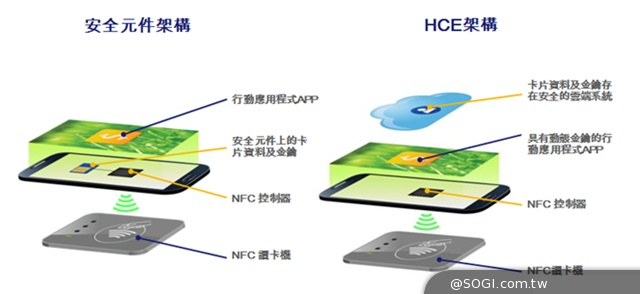 安全元件架構
行動應用程式APP
安全元件上的卡
片資料及金鑰
NFC 控制器
NFC 讀卡機
HCE架構
卡片資料及金鑰存
在安全的雲端系統
具有動態金鑰的行
動應用程式APP
NFC 控制器
NFC讀卡機
@SOGI.com.tw